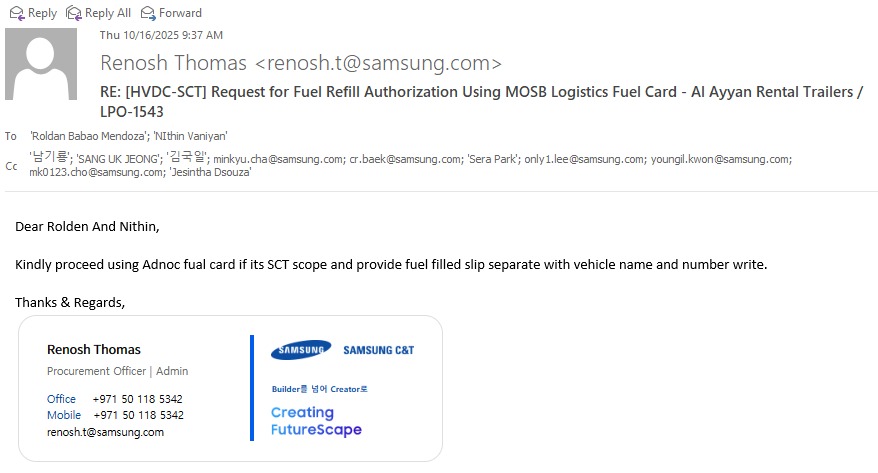 Reply Reply All Forward
Thu 10/16/2025 9:37 AM
Renosh Thomas <renosh.t@samsung.com>
RE: [HVDC-SCT] Request for Fuel Refill Authorization Using MOSB Logistics Fuel Card - Al Ayyan Rental Trailers /
LPO-1543
To 'Roldan Babao Mendoza'; 'NIthin Vaniyan'
Cc '남기룡'; 'SANG UK JEONG'; '김국일'; minkyu.cha@samsung.com; cr.baek@samsung.com; 'Sera Park'; only1.lee@samsung.com; youngil.kwon@samsung.com;
mk0123.cho@samsung.com; 'Jesintha Dsouza'
Dear Rolden And Nithin,
Kindly proceed using Adnoc fual card if its SCT scope and provide fuel filled slip separate with vehicle name and number write.
Thanks & Regards,
Renosh Thomas
Procurement Officer | Admin
Office +971 50 118 5342
Mobile +971 50 118 5342
renosh.t@samsung.com
SAMSUNG SAMSUNG C&T
Builder를 넘어 Creator로
Creating
FutureScape